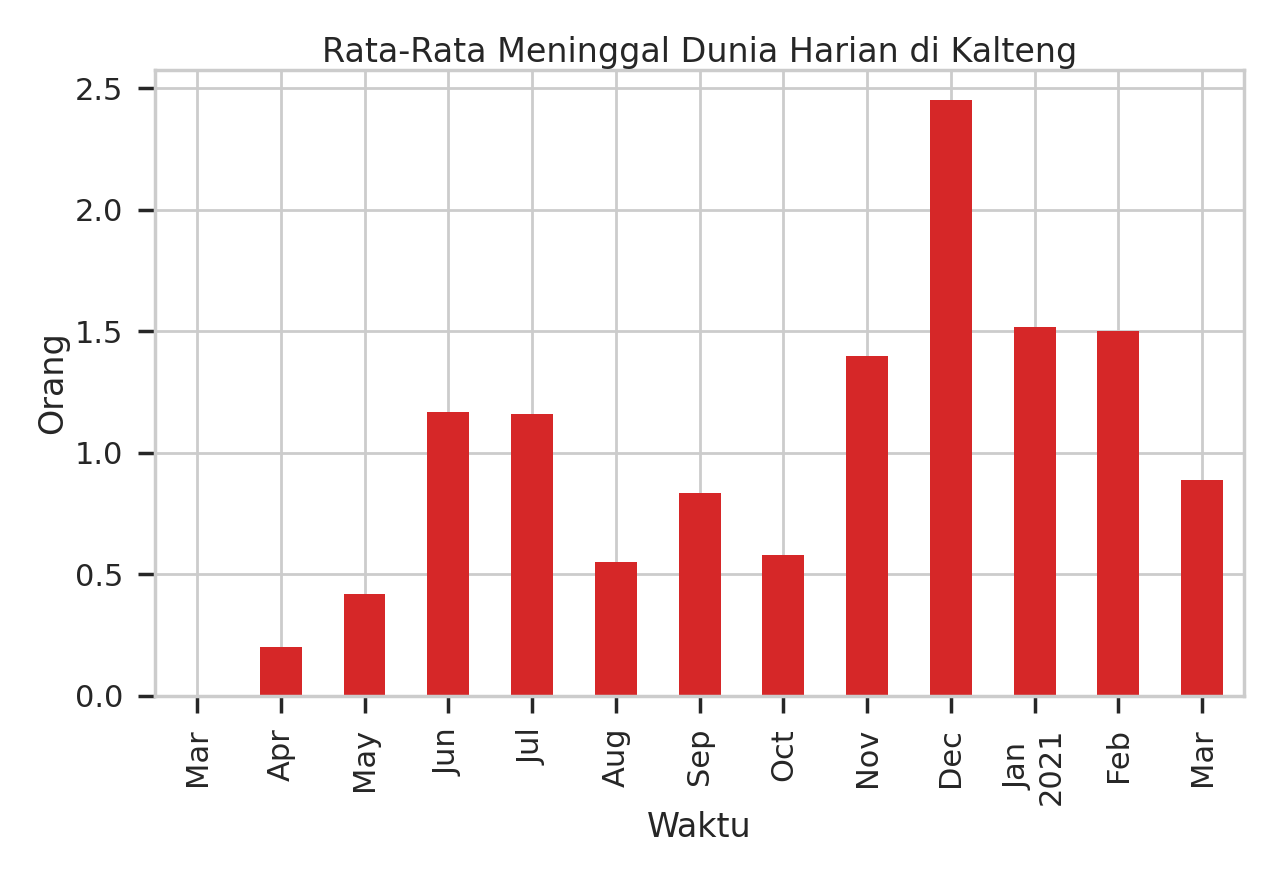 Rata-Rata Meninggal Dunia Harian di Kalteng
2.5
2.0
1.5
1.0
0.5
0.0
Orang
Mar
Apr
May
Jun
Jul
Aug
Sep
Oct
Nov
Dec
Jan
2021
Feb
Mar
Waktu